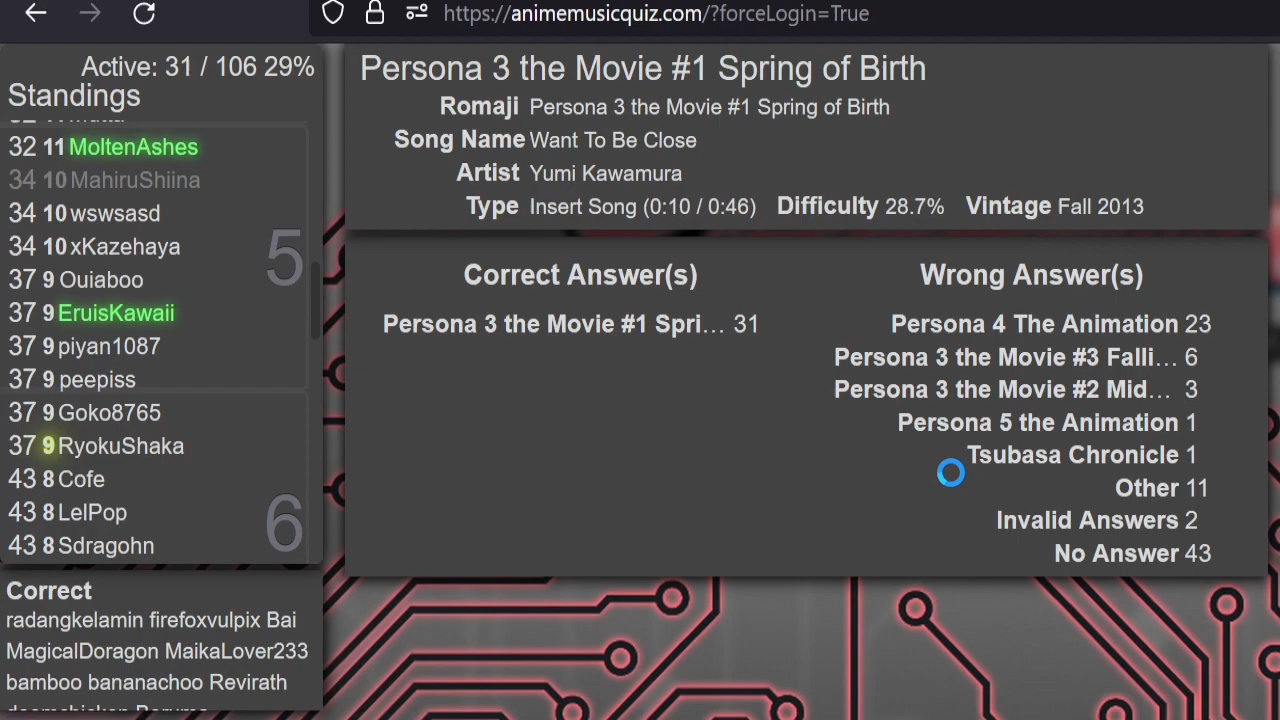 https://animemusicquiz.com/?forceLogin=True
Active: 31 / 106 29%
Standings
32 11 MoltenAshes
34 10 MahiruShiina
34 10 wswsasd
34 10 xKazehaya
5
37 9 Ouiaboo
37 9 EruisKawaii
37 9 piyan1087
37 9 peepiss
37 9 Goko8765
37 9 RyokuShaka
43 8 Cofe
43 8 LelPop
6
43 8 Sdragohn
Correct
radangkelamin firefoxvulpix Bai
MagicalDoragon MaikaLover233
bamboo bananachoo Revirath
Persona 3 the Movie #1 Spring of Birth
Romaji Persona 3 the Movie #1 Spring of Birth
Song Name Want To Be Close
Artist Yumi Kawamura
Type Insert Song (0:10 / 0:46) Difficulty 28.7% Vintage Fall 2013
Correct Answer(s)
Persona 3 the Movie #1 Spri... 31
Wrong Answer(s)
Persona 4 The Animation 23
Persona 3 the Movie #3 Falli... 6
Persona 3 the Movie #2 Mid... 3
Persona 5 the Animation 1
Tsubasa Chronicle 1
Other 11
Invalid Answers 2
No Answer 43